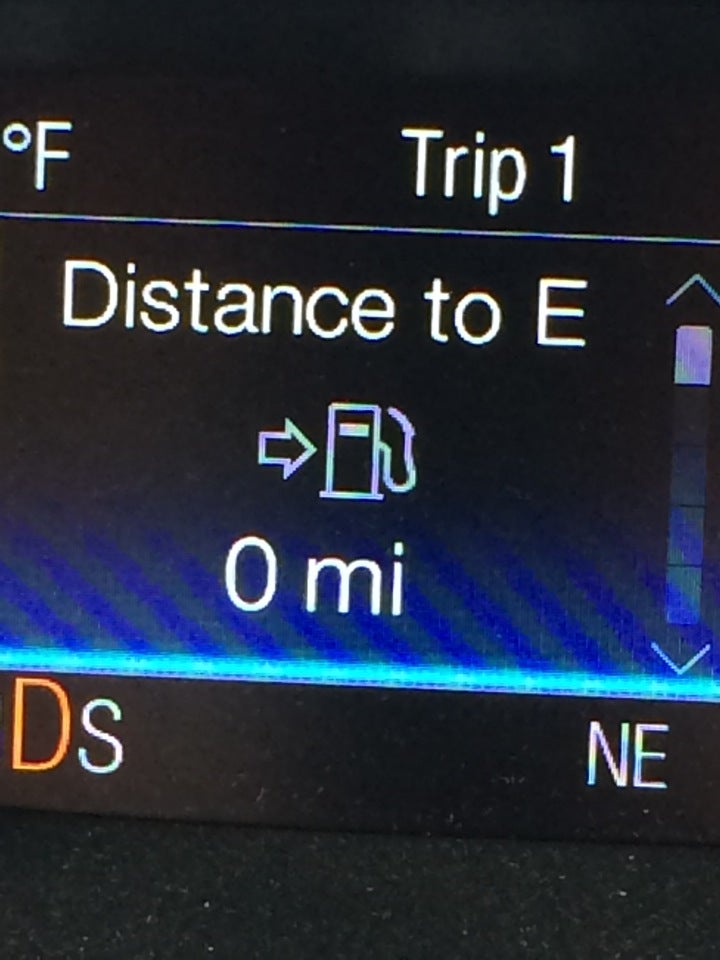 °F Trip 1
Distance to E
0 mi
DS NE